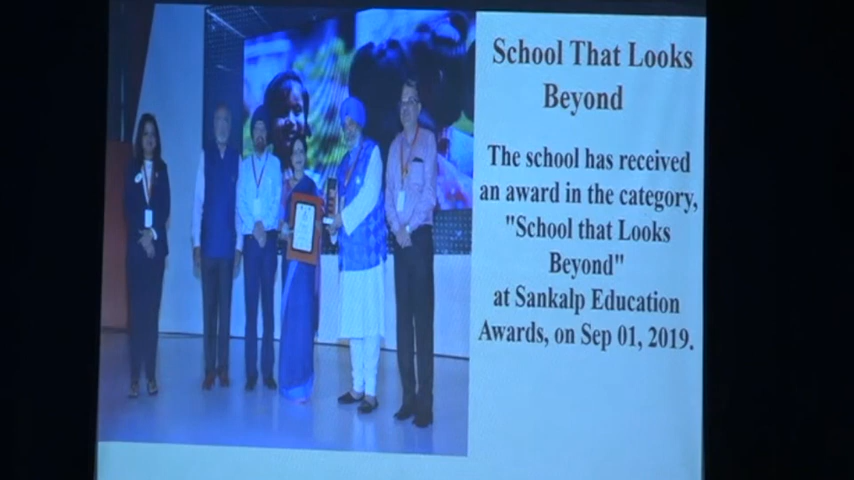 School That Looks
Beyond
The school has received
an award in the category,
"School that Looks
Beyond"
at Sankalp Education
Awards, on Sep 01, 2019.